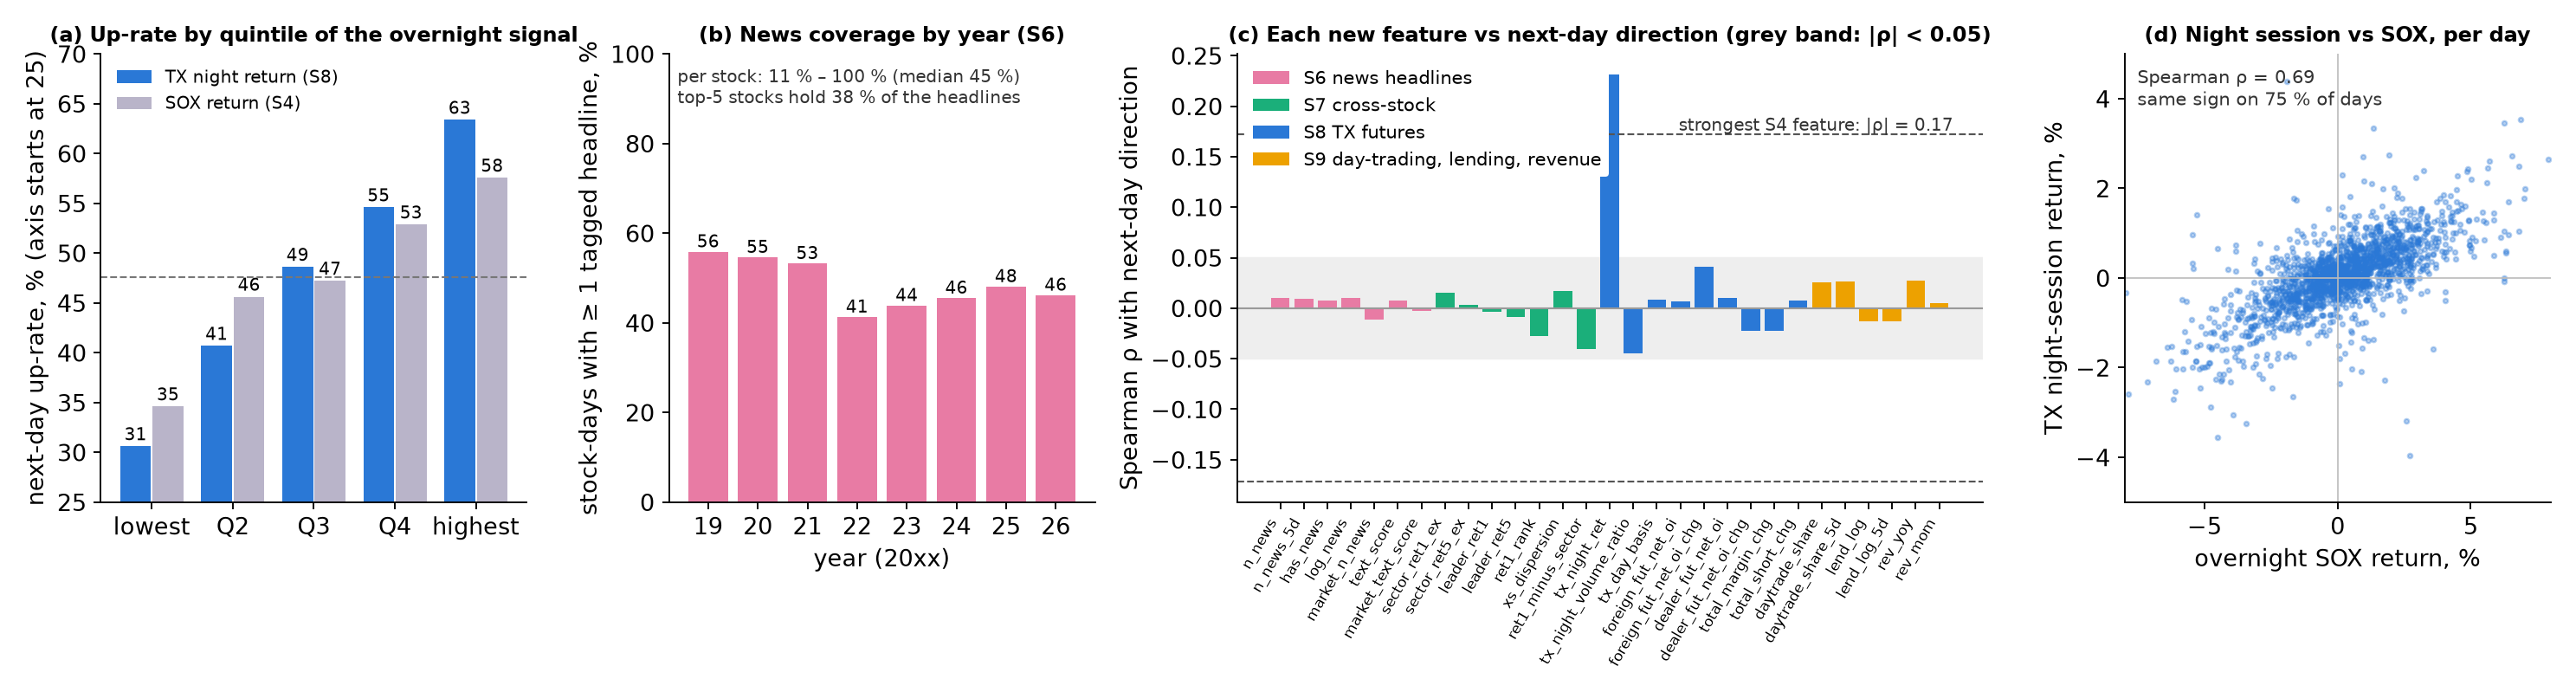 (a) Up-rate by quintile of the overnight signal
next-day up-rate, % (axis starts at 25)
70
65
60
55
50
45
40
35
30
25
TX night return (S8)
SOX return (S4)
31
35
41
46
49
47
55
53
63
58
lowest
Q2
Q3
Q4
highest
(b) News coverage by year (S6)
stock-days with ≥ 1 tagged headline, %
100
80
60
40
20
0
per stock: 11 % – 100 % (median 45 %)
top-5 stocks hold 38 % of the headlines
56
55
53
41
44
46
48
46
19
20
21
22
23
24
25
26
year (20xx)
(c) Each new feature vs next-day direction (grey band: |ρ| < 0.05)
Spearman ρ with next-day direction
0.25
0.20
0.15
0.10
0.05
0.00
−0.05
−0.10
−0.15
S6 news headlines
S7 cross-stock
S8 TX futures
S9 day-trading, lending, revenue
strongest S4 feature: |ρ| = 0.17
n_news
n_news_5d
has_news
log_news
market_n_news
text_score
market_text_score
sector_ret1_ex
sector_ret5_ex
leader_ret1
leader_ret5
ret1_rank
xs_dispersion
ret1_minus_sector
tx_night_ret
tx_night_volume_ratio
tx_day_basis
foreign_fut_net_oi
foreign_fut_net_oi_chg
dealer_fut_net_oi
dealer_fut_net_oi_chg
total_margin_chg
total_short_chg
daytrade_share
daytrade_share_5d
lend_log
lend_log_5d
rev_yoy
rev_mom
(d) Night session vs SOX, per day
TX night-session return, %
4
2
0
−2
−4
Spearman ρ = 0.69
same sign on 75 % of days
−5
0
5
overnight SOX return, %